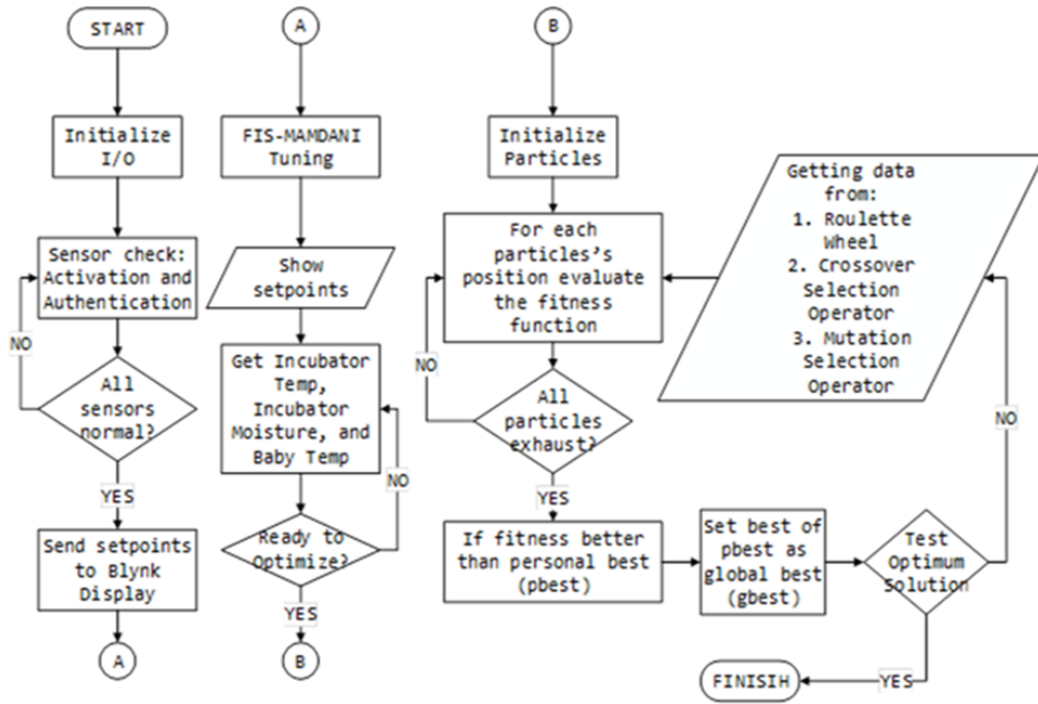 START
Initialize
I/O
Sensor check:
Activation and
Authentication
NO
All
sensors
normal?
YES
Send setpoints
to Blynk
Display
A
A
FIS-MAMDANI
Tuning
Show
setpoints
Get Incubator
Temp,
Incubator
Moisture, and
Baby Temp
NO
Ready to
Optimize?
YES
B
B
Initialize
Particles
For each
particles's
position evaluate
the fitness
function
NO
All
particles
exhaust?
YES
If fitness better
than personal best
(pbest)
Set best of
pbest as
global best
(gbest)
Test
Optimum
Solution
NO
Getting data
from:
1. Roulette
Wheel
2. Crossover
Selection
Operator
3. Mutation
Selection
Operator
YES
FINISIH